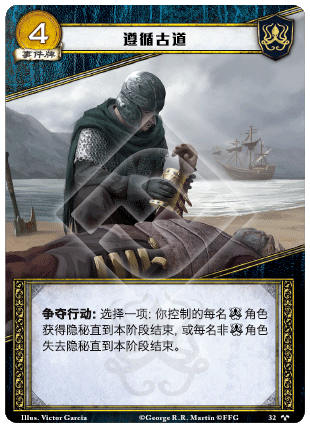 4
事件牌
遵循古道
争夺行动: 选择一项: 你控制的每名角色
获得隐秘直到本阶段结束, 或每名非角色
失去隐秘直到本阶段结束。
Illus. Victor García
©George R.R. Martin ©FFG
32